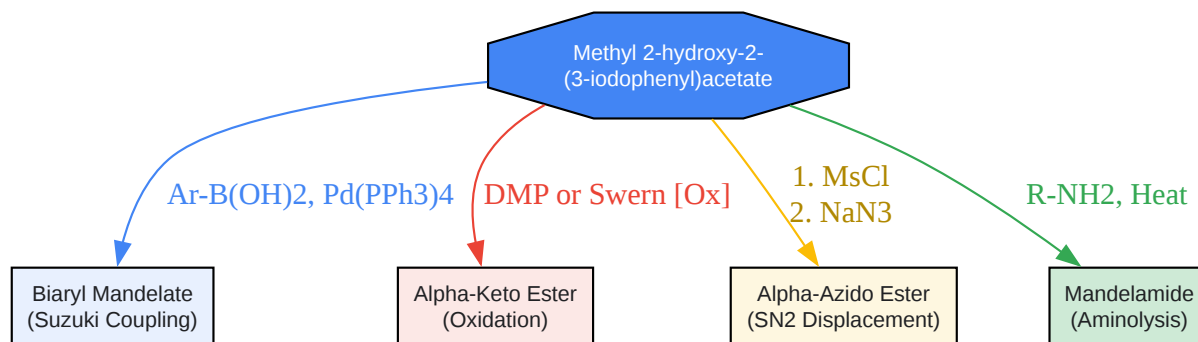 Methyl 2-hydroxy-2-
(3-iodophenyl)acetate
Ar-B(OH)2, Pd(PPh3)4
DMP or Swern [Ox]
1. MsCl
2. NaN3
R-NH2, Heat
Biaryl Mandelate
(Suzuki Coupling)
Alpha-Keto Ester
(Oxidation)
Alpha-Azido Ester
(SN2 Displacement)
Mandelamide
(Aminolysis)